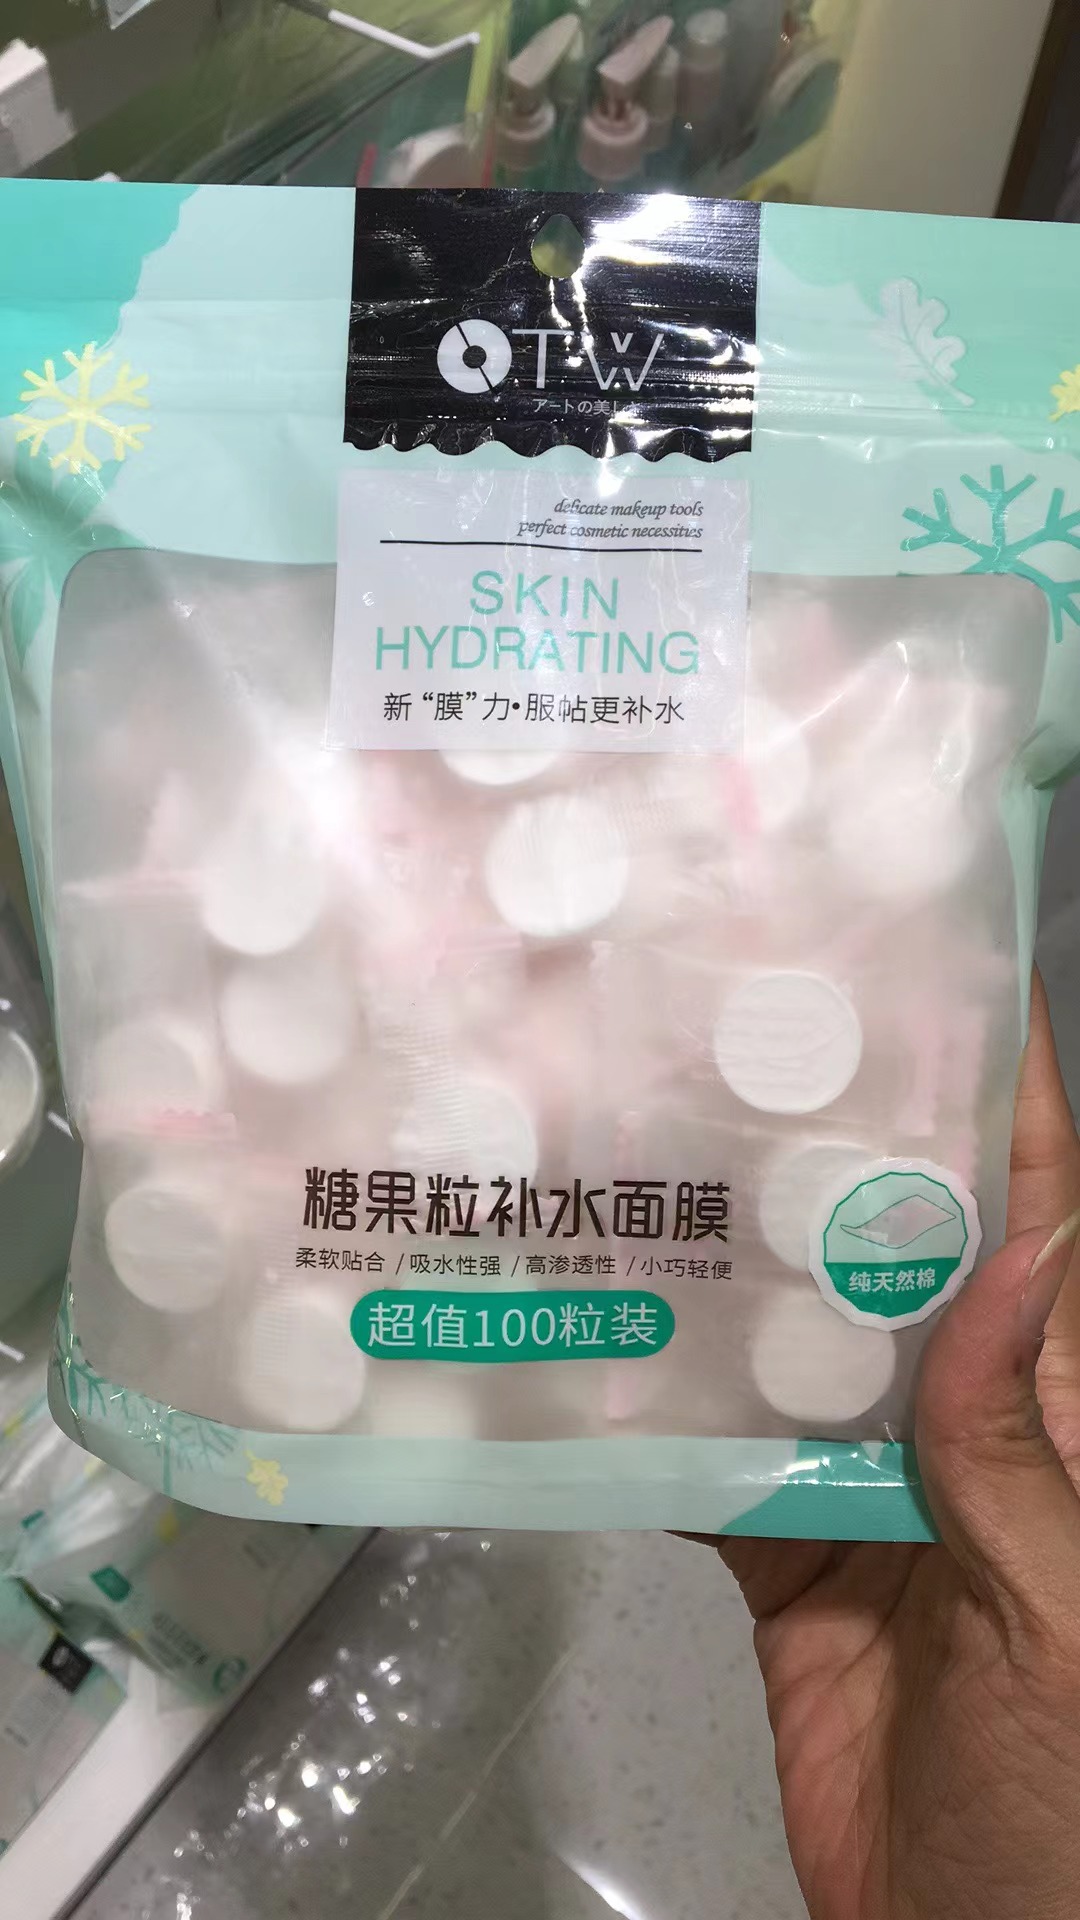 OTW
アートの美し
delicate makeup tools
perfect cosmetic necessities
SKIN
HYDRATING
新“膜”力·服帖更补水
糖果粒补水面膜
柔软贴合 / 吸水性强 / 高渗透性 / 小巧轻便
超值100粒装
纯天然棉